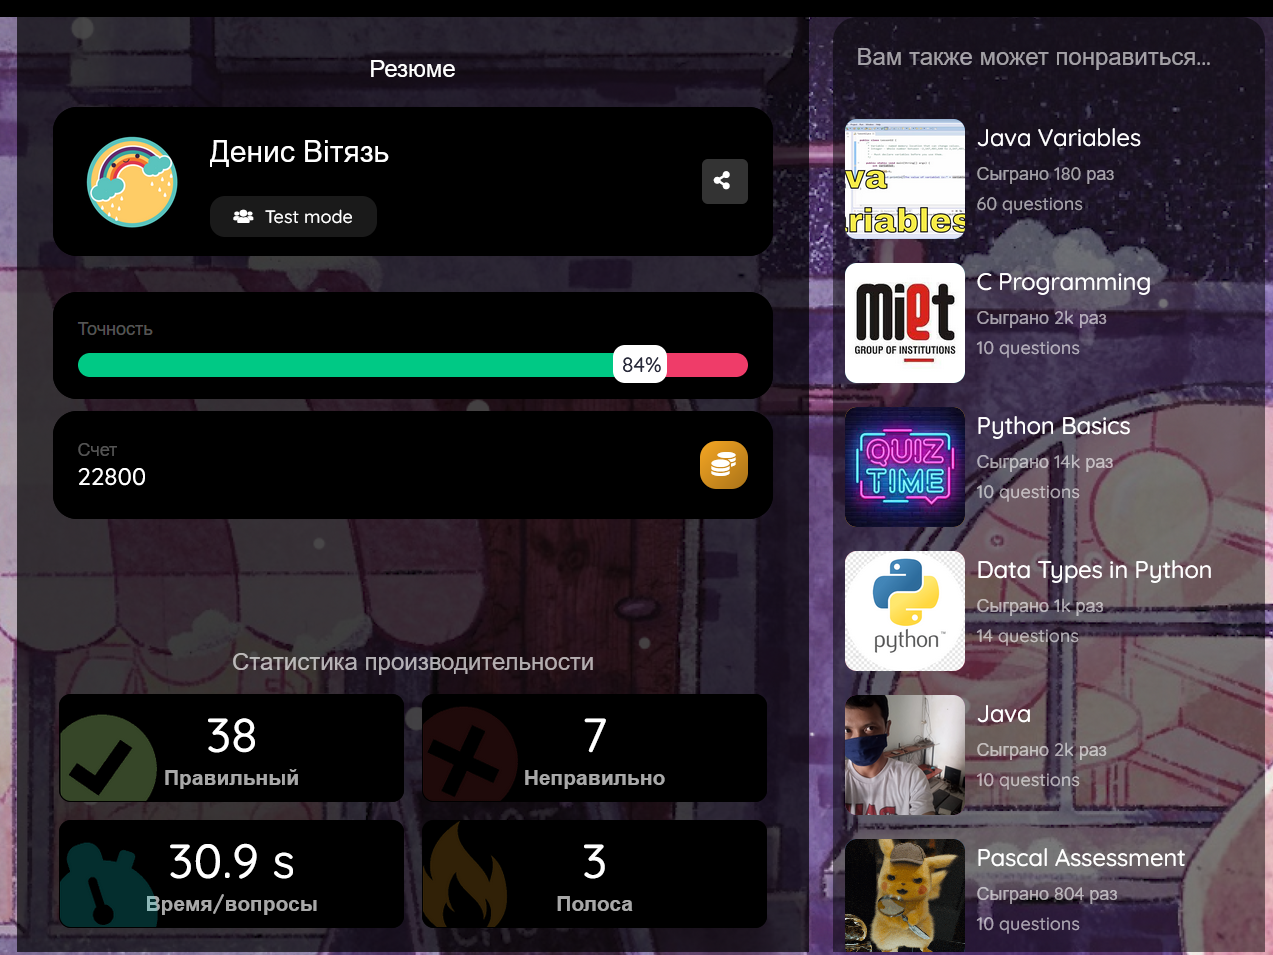 Резюме
Денис Вітязь
Test mode
Точность
84%
Счет
22800
Статистика производительности
38
Правильный
7
Неправильно
30.9 s
Время/вопросы
3
Полоса
Вам также может понравиться...
va
riables
Java Variables
Сыграно 180 раз
60 questions
miet
GROUP OF INSTITUTIONS
C Programming
Сыграно 2k раз
10 questions
QUIZ
TIME
Python Basics
Сыграно 14k раз
10 questions
python™
Data Types in Python
Сыграно 1k раз
14 questions
Java
Сыграно 2k раз
10 questions
Pascal Assessment
Сыграно 804 раз
10 questions